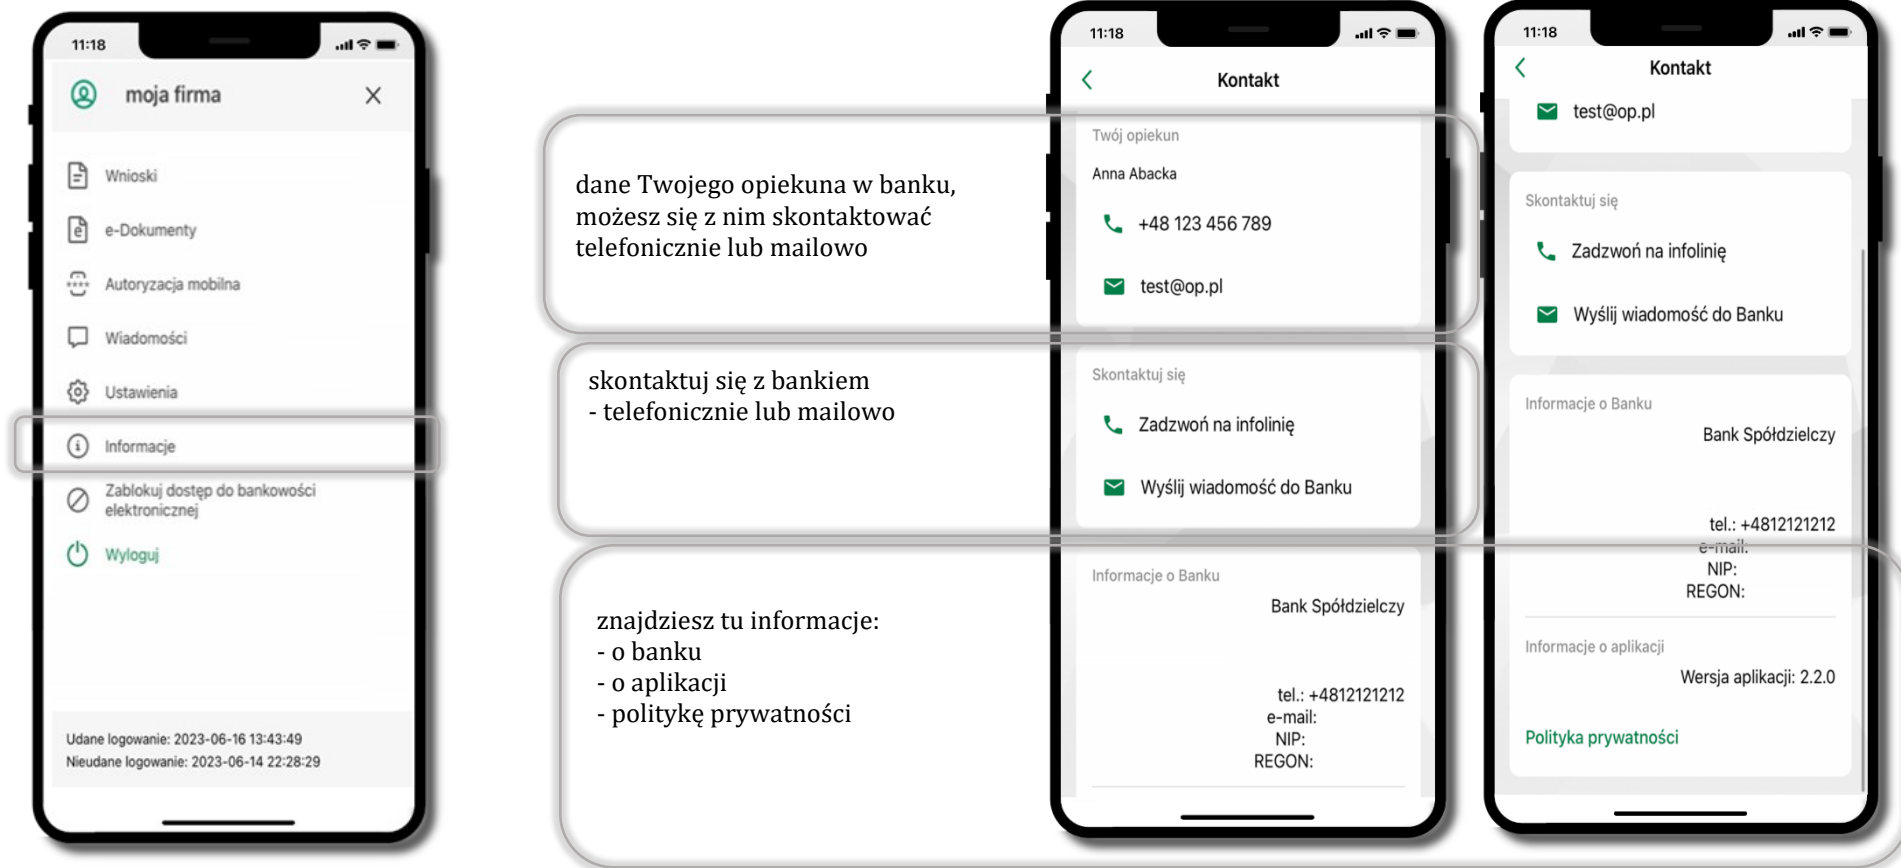 11:18
moja firma
Wnioski
e-Dokumenty
Autoryzacja mobilna
Wiadomości
Ustawienia
Informacje
Zablokuj dostęp do bankowości
elektronicznej
Wyloguj
Udane logowanie: 2023-06-16 13:43:49
Nieudane logowanie: 2023-06-14 22:28:29
dane Twojego opiekuna w banku,
możesz się z nim skontaktować
telefonicznie lub mailowo
skontaktuj się z bankiem
- telefonicznie lub mailowo
znajdziesz tu informacje:
- o banku
- o aplikacji
- politykę prywatności
11:18
Kontakt
Twój opiekun
Anna Abacka
+48 123 456 789
test@op.pl
Skontaktuj się
Zadzwoń na infolinię
Wyślij wiadomość do Banku
Informacje o Banku
Bank Spółdzielczy
tel.: +4812121212
e-mail:
NIP:
REGON:
11:18
Kontakt
test@op.pl
Skontaktuj się
Zadzwoń na infolinię
Wyślij wiadomość do Banku
Informacje o Banku
Bank Spółdzielczy
tel.: +4812121212
e-mail:
NIP:
REGON:
Informacje o aplikacji
Wersja aplikacji: 2.2.0
Polityka prywatności